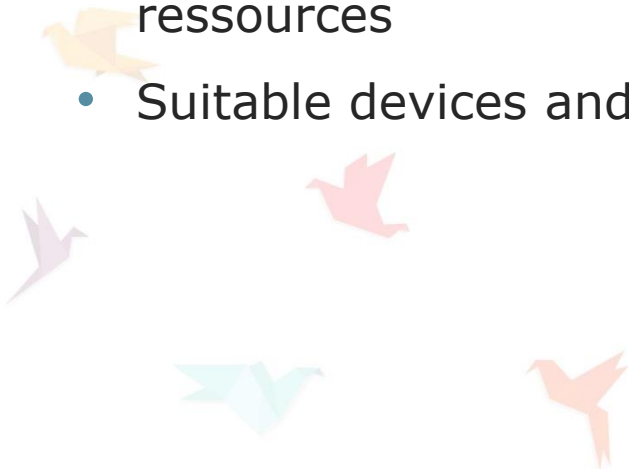 ressources
• Suitable devices and